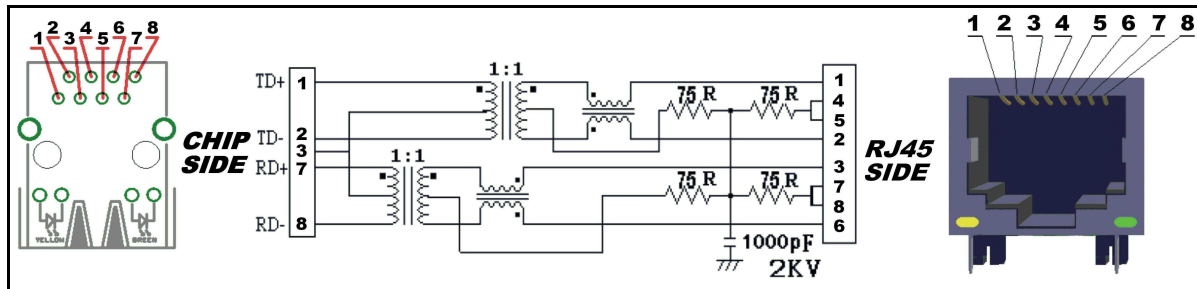 2 4 6 8
1 3 5 7
YELLOW GREEN
CHIP
SIDE
TD+ 1
TD- 2
3
RD+ 7
RD- 8
1:1
1:1
75 R 75 R
75 R 75 R
1000pF
2KV
1
4
5
2
3
7
8
6
RJ45
SIDE
1 2 3 4 5 6 7 8